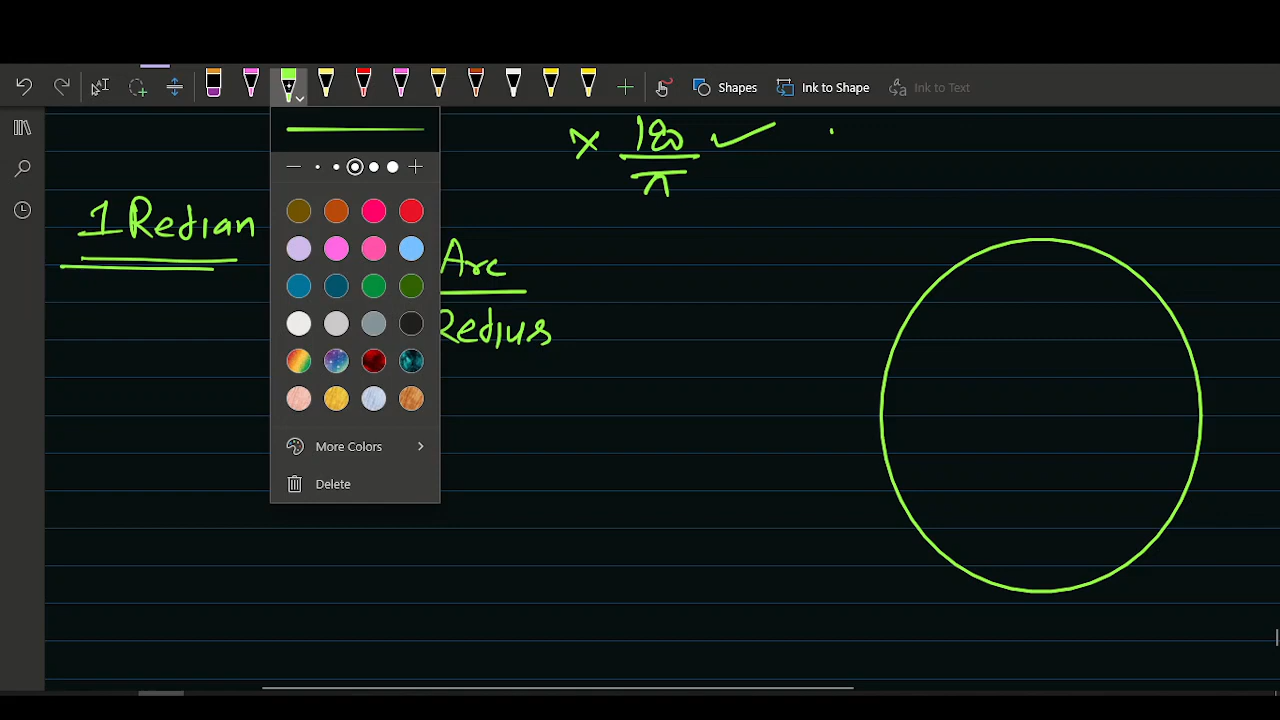 Shapes Ink to Shape Ink to Text
× 180 ✓
π
1 Redian
Arc
Redius
More Colors
Delete